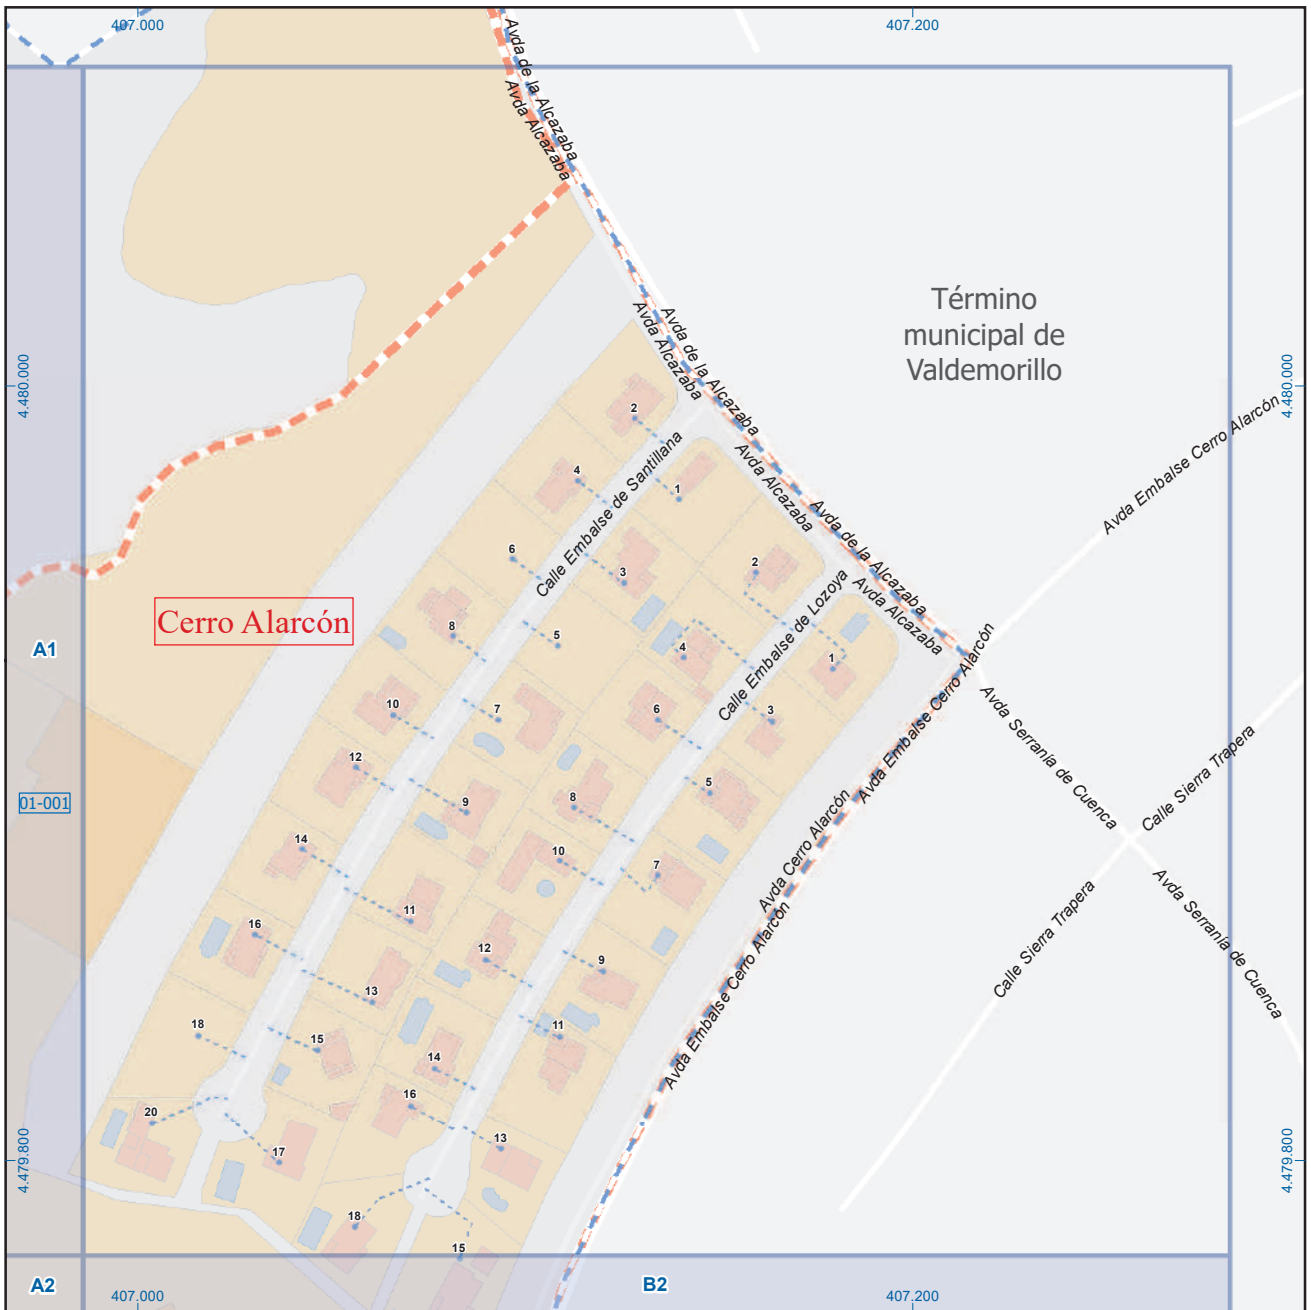 407.000
407.200
Avda de la Alcazaba
Avda Alcazaba
Término
municipal de
Valdemorillo
Avda de la Alcazaba
Avda Alcazaba
4.480.000
4.480.000
2
Calle Embalse de Santillana
Avda Embalse Cerro Alarcón
4
1
Avda Alcazaba
Avda de la Alcazaba
6
3
2
Calle Embalse de Lozoya
Avda Alcazaba
Cerro Alarcón
8
5
4
1
A1
Avda Embalse Cerro Alarcón
10
7
6
3
Avda Serranía de Cuenca
Calle Sierra Trapera
12
9
8
5
01-001
Avda Cerro Alarcón
14
11
10
7
Calle Sierra Trapera
Avda Serranía de Cuenca
16
13
12
9
Avda Embalse Cerro Alarcón
18
15
14
11
20
17
16
13
4.479.800
4.479.800
18
15
A2
B2
407.000
407.200